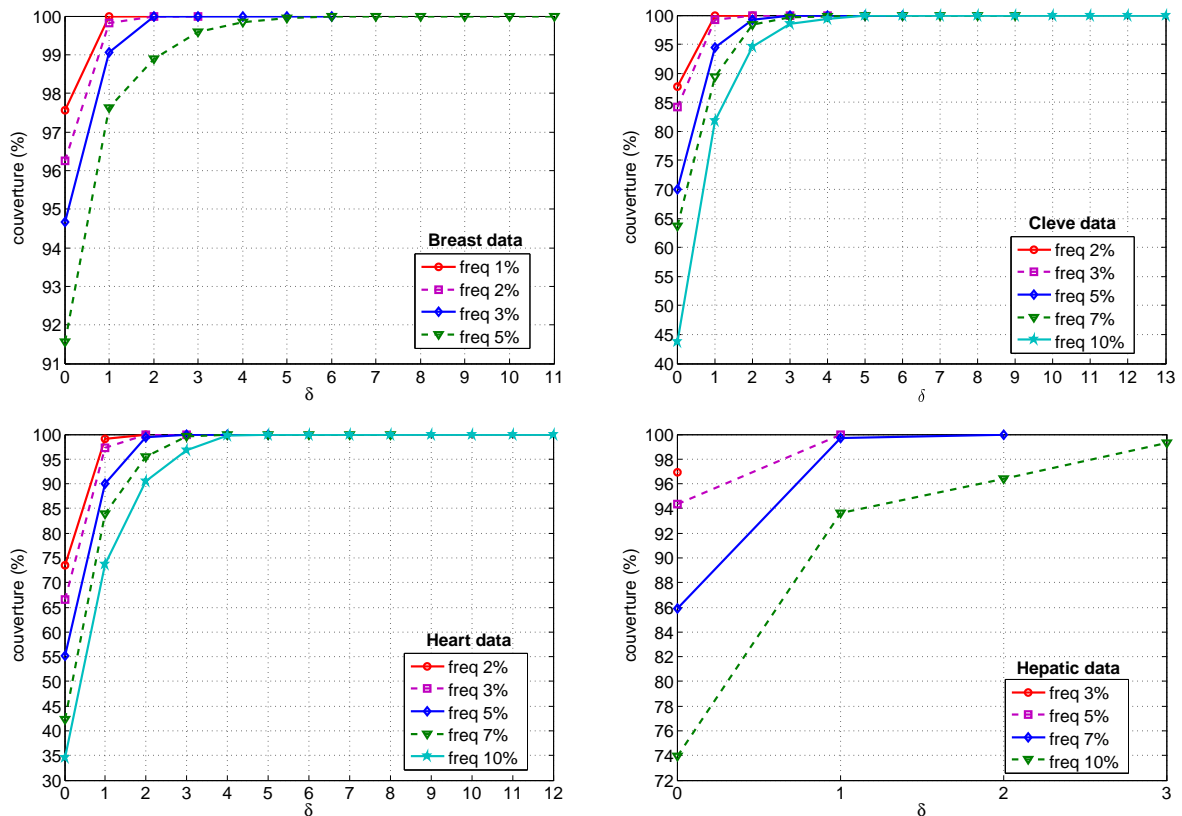 100
99
98
97
96
95
94
93
92
91
couverture (%)
0 1 2 3 4 5 6 7 8 9 10 11
δ
Breast data
freq 1%
freq 2%
freq 3%
freq 5%
100
95
90
85
80
75
70
65
60
55
50
45
40
couverture (%)
0 1 2 3 4 5 6 7 8 9 10 11 12 13
δ
Cleve data
freq 2%
freq 3%
freq 5%
freq 7%
freq 10%
100
95
90
85
80
75
70
65
60
55
50
45
40
35
30
couverture (%)
0 1 2 3 4 5 6 7 8 9 10 11 12
δ
Heart data
freq 2%
freq 3%
freq 5%
freq 7%
freq 10%
100
98
96
94
92
90
88
86
84
82
80
78
76
74
72
couverture (%)
0 1 2 3
δ
Hepatic data
freq 3%
freq 5%
freq 7%
freq 10%